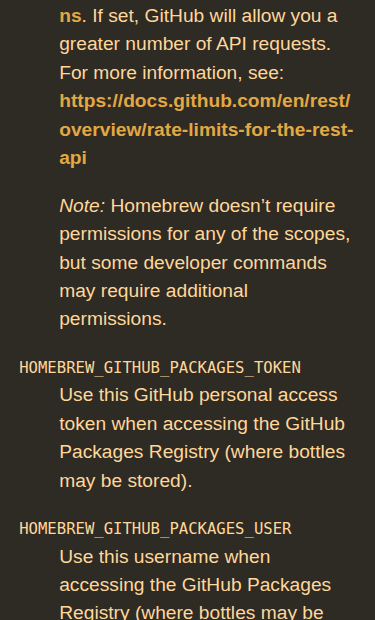 ns. If set, GitHub will allow you a
greater number of API requests.
For more information, see:
https://docs.github.com/en/rest/
overview/rate-limits-for-the-rest-
api
Note: Homebrew doesn’t require
permissions for any of the scopes,
but some developer commands
may require additional
permissions.
HOMEBREW_GITHUB_PACKAGES_TOKEN
Use this GitHub personal access
token when accessing the GitHub
Packages Registry (where bottles
may be stored).
HOMEBREW_GITHUB_PACKAGES_USER
Use this username when
accessing the GitHub Packages
Registry (where bottles may be